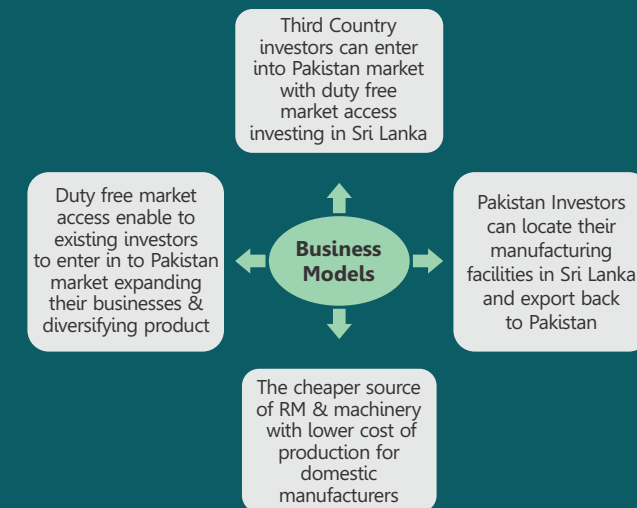 Third Country
investors can enter
into Pakistan market
with duty free
market access
investing in Sri Lanka
Duty free market
access enable to
existing investors
to enter in to Pakistan
market expanding
their businesses &
diversifying product
Business
Models
Pakistan Investors
can locate their
manufacturing
facilities in Sri Lanka
and export back
to Pakistan
The cheaper source
of RM & machinery
with lower cost of
production for
domestic
manufacturers